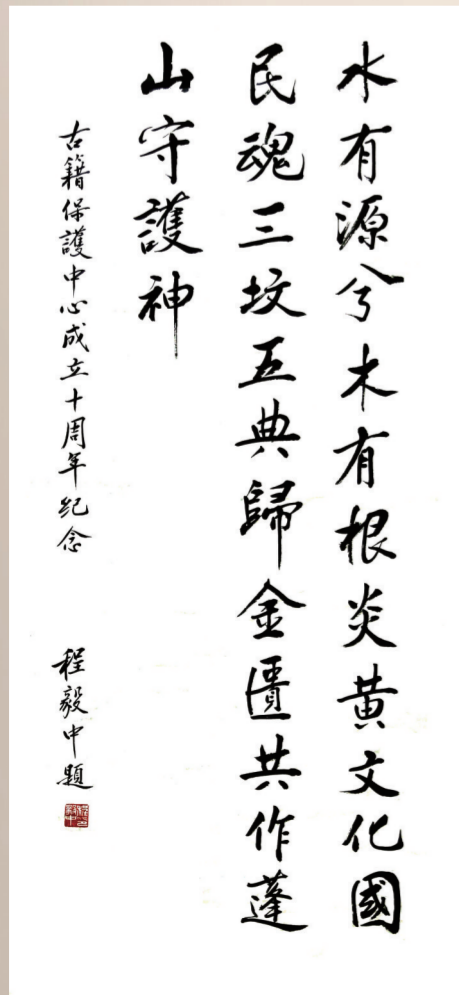 水有源兮木有根炎黄文化國
民魂三坟五典歸金匱共作蓬
山守護神
古籍保護中心成立十周年纪念
程毅中題